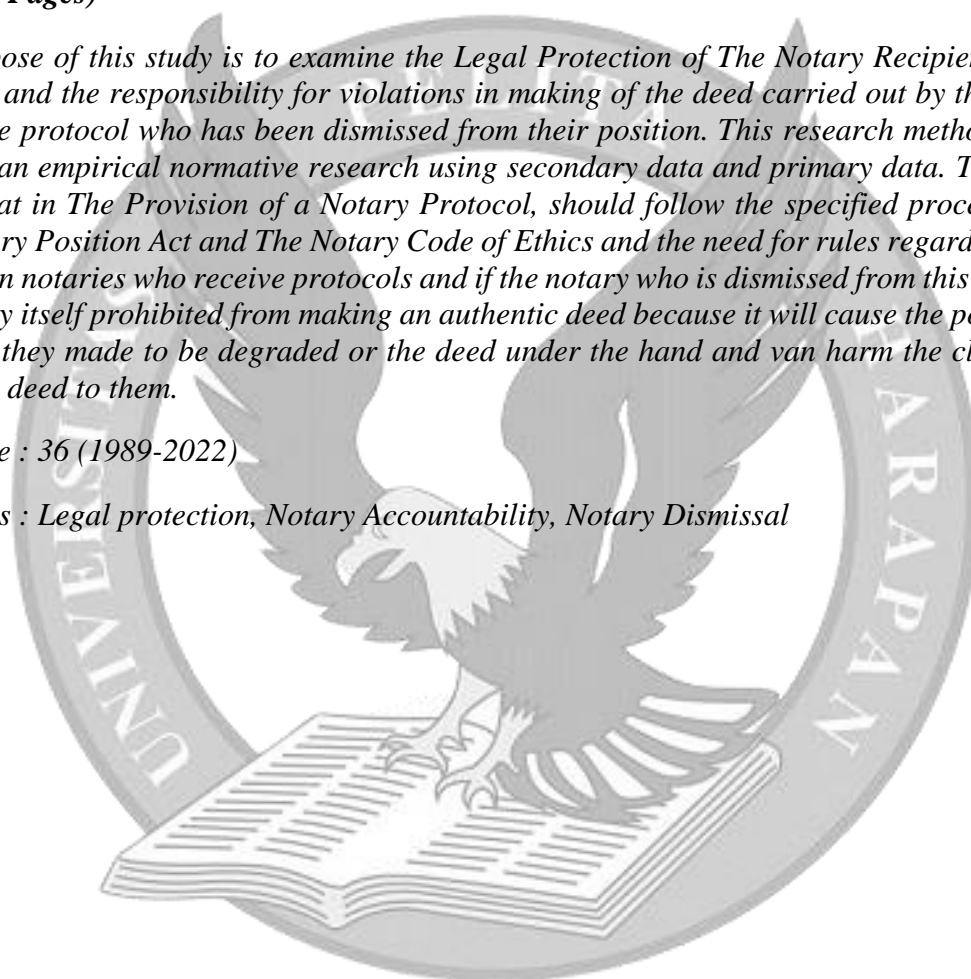 Pages)
pose of this study is to examine the Legal Protection of The Notary Recipien
and the responsibility for violations in making of the deed carried out by th
e protocol who has been dismissed from their position. This research metho
an empirical normative research using secondary data and primary data. T
at in The Provision of a Notary Protocol, should follow the specified proce
ry Position Act and The Notary Code of Ethics and the need for rules regard
n notaries who receive protocols and if the notary who is dismissed from this
y itself prohibited from making an authentic deed because it will cause the po
they made to be degraded or the deed under the hand and van harm the cl
deed to them.
e : 36 (1989-2022)
s : Legal protection, Notary Accountability, Notary Dismissal
UNIVERSITAS PELITA HARAPAN